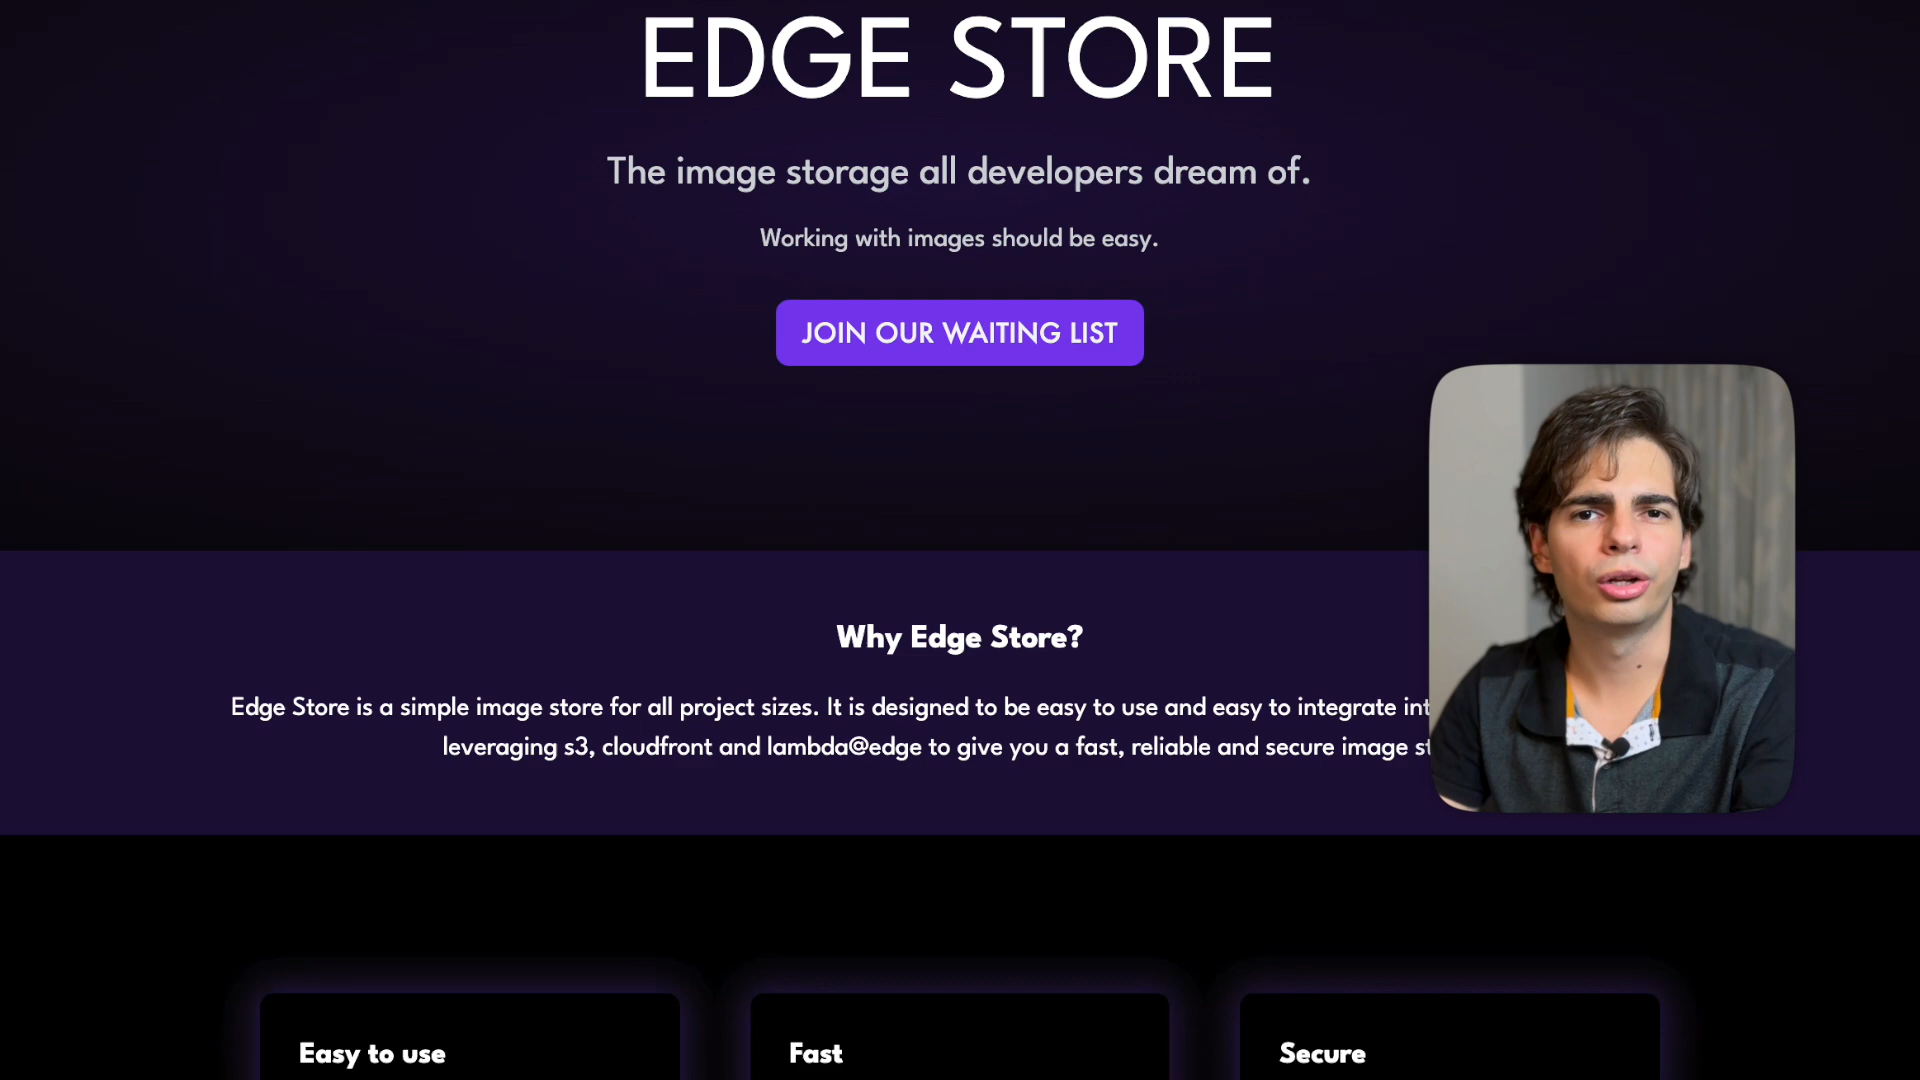 EDGE STORE
The image storage all developers dream of.
Working with images should be easy.
JOIN OUR WAITING LIST
Why Edge Store?
Edge Store is a simple image store for all project sizes. It is designed to be easy to use and easy to integrate
leveraging s3, cloudfront and lambda@edge to give you a fast, reliable and secure image
Easy to use
Fast
Secure